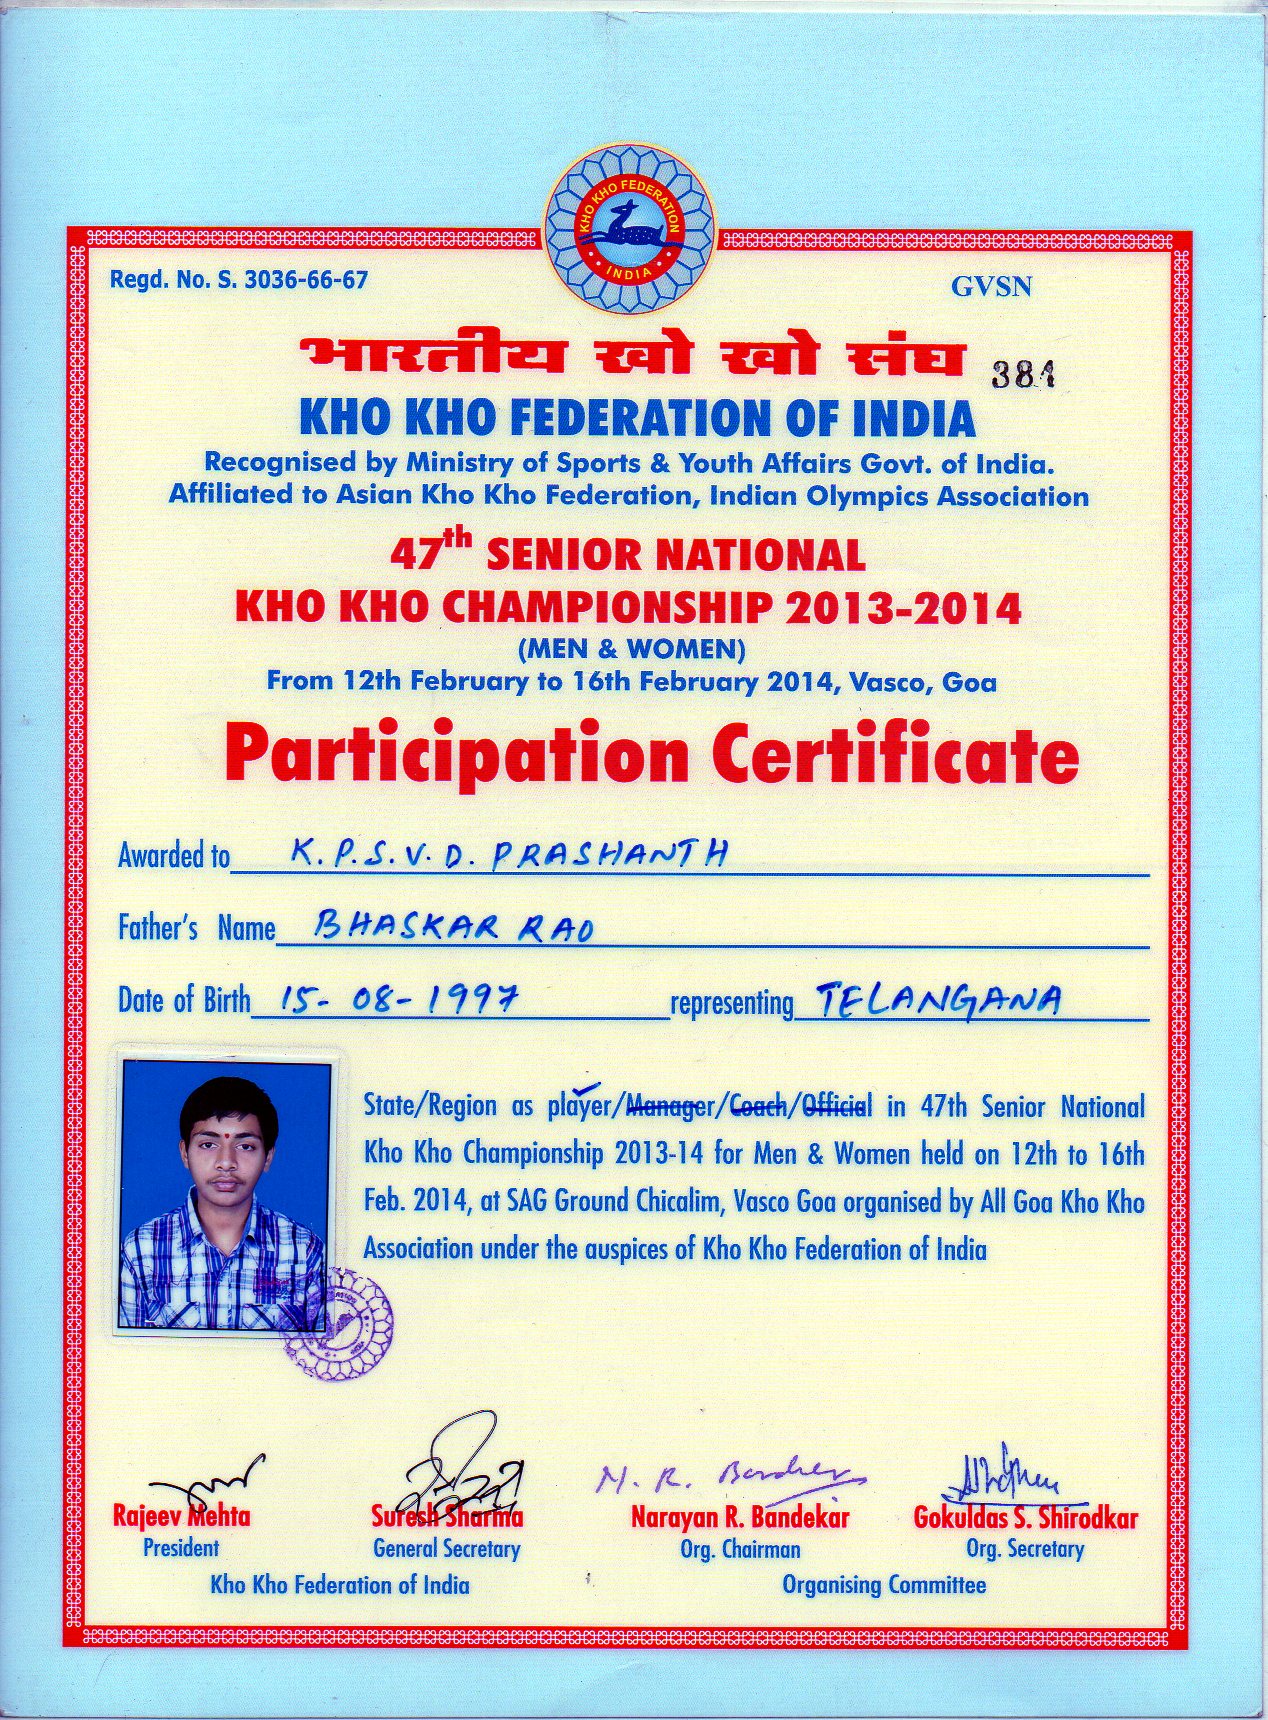 KHO KHO FEDERATION
INDIA
Regd. No. S. 3036-66-67
GVSN
भारतीय खो खो संघ
384
KHO KHO FEDERATION OF INDIA
Recognised by Ministry of Sports & Youth Affairs Govt. of India.
Affiliated to Asian Kho Kho Federation, Indian Olympics Association
47th SENIOR NATIONAL
KHO KHO CHAMPIONSHIP 2013-2014
(MEN & WOMEN)
From 12th February to 16th February 2014, Vasco, Goa
Participation Certificate
Awarded to K. P. S. V. D. PRASHANTH
Father's Name BHASKAR RAO
Date of Birth 15-08-1997 representing TELANGANA
State/Region as player/Manager/Coach/Official in 47th Senior National
Kho Kho Championship 2013-14 for Men & Women held on 12th to 16th
Feb. 2014, at SAG Ground Chicalim, Vasco Goa organised by All Goa Kho Kho
Association under the auspices of Kho Kho Federation of India
M. R. Bandekar
Rajeev Mehta Suresh Sharma Narayan R. Bandekar Gokuldas S. Shirodkar
President General Secretary Org. Chairman Org. Secretary
Kho Kho Federation of India Organising Committee